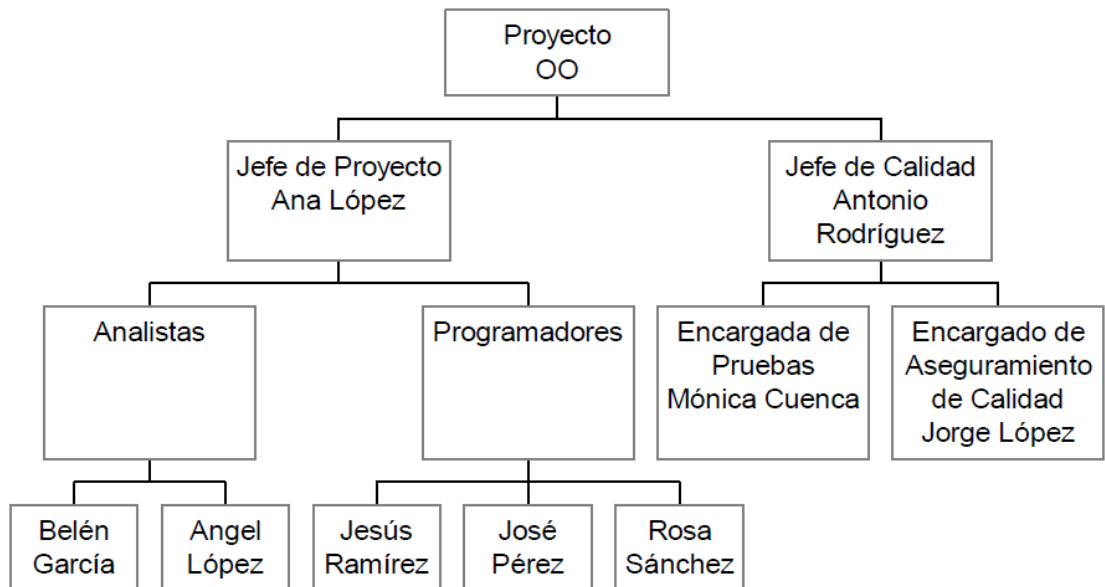 Proyecto
OO
Jefe de Proyecto
Ana López
Jefe de Calidad
Antonio
Rodríguez
Analistas
Programadores
Encargada de
Pruebas
Mónica Cuenca
Encargado de
Aseguramiento
de Calidad
Jorge López
Belén
García
Angel
López
Jesús
Ramírez
José
Pérez
Rosa
Sánchez